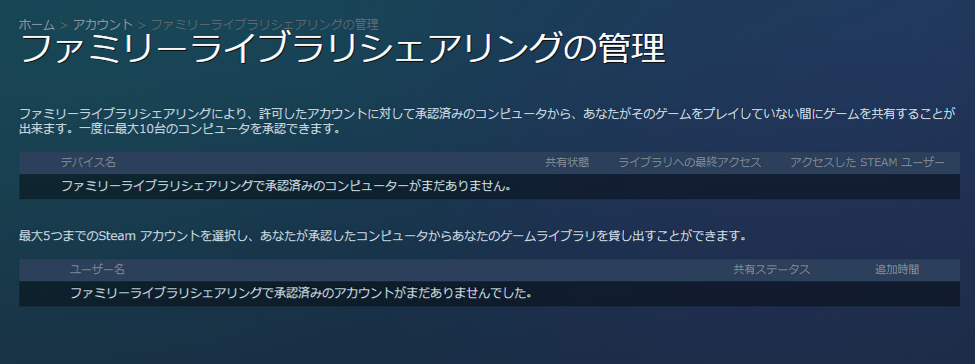 ホーム > アカウント > ファミリーライブラリシェアリングの管理
ファミリーライブラリシェアリングの管理
ファミリーライブラリシェアリングにより、許可したアカウントに対して承認済みのコンピュータから、あなたがそのゲームをプレイしていない間にゲームを共有することが
出来ます。一度に最大10台のコンピュータを承認できます。
デバイス名 共有状態 ライブラリへの最終アクセス アクセスした STEAM ユーザー
ファミリーライブラリシェアリングで承認済みのコンピューターがまだありません。
最大5つまでのSteam アカウントを選択し、あなたが承認したコンピュータからあなたのゲームライブラリを貸し出すことができます。
ユーザー名 共有ステータス 追加時間
ファミリーライブラリシェアリングで承認済みのアカウントがまだありませんでした。